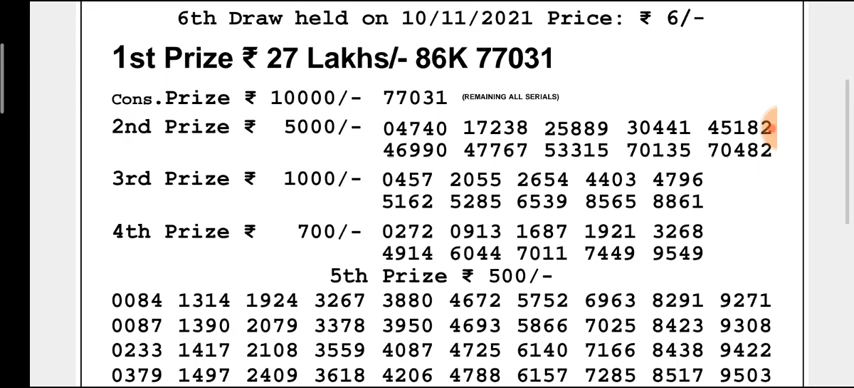 6th Draw held on 10/11/2021 Price: ₹ 6/-
1st Prize ₹ 27 Lakhs/- 86K 77031
Cons.Prize ₹ 10000/- 77031 (REMAINING ALL SERIALS)
2nd Prize ₹ 5000/- 04740 17238 25889 30441 45182
46990 47767 53315 70135 70482
3rd Prize ₹ 1000/- 0457 2055 2654 4403 4796
5162 5285 6539 8565 8861
4th Prize ₹ 700/- 0272 0913 1687 1921 3268
4914 6044 7011 7449 9549
5th Prize ₹ 500/-
0084 1314 1924 3267 3880 4672 5752 6963 8291 9271
0087 1390 2079 3378 3950 4693 5866 7025 8423 9308
0233 1417 2108 3559 4087 4725 6140 7166 8438 9422
0379 1497 2409 3618 4206 4788 6157 7285 8517 9503